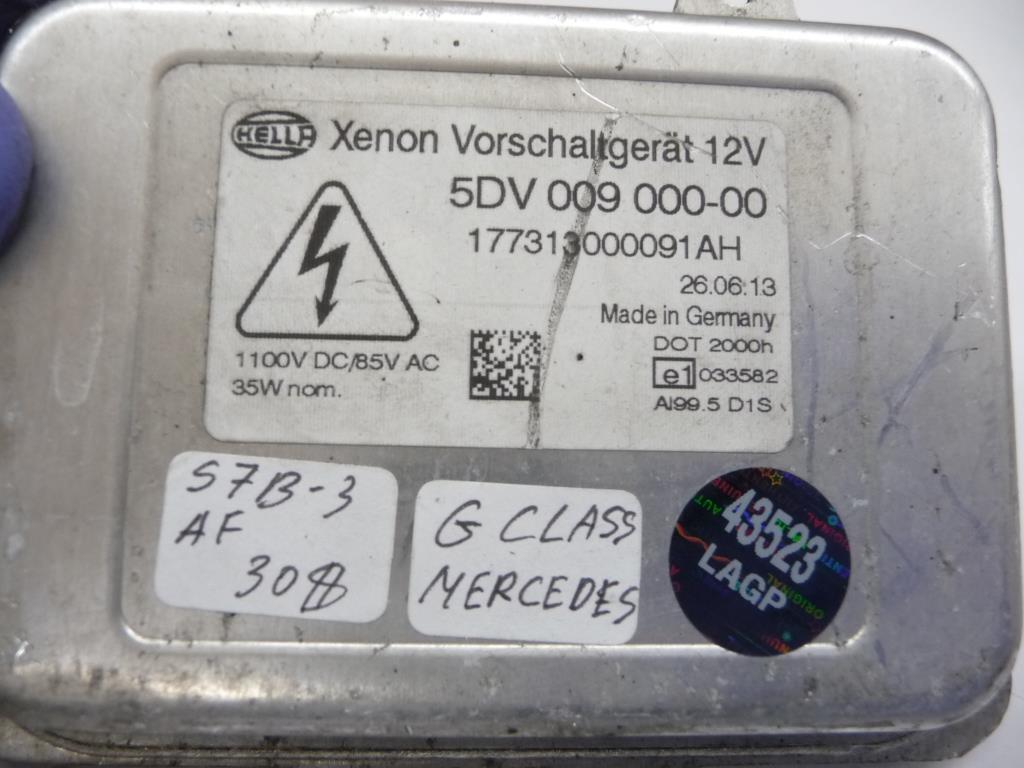 HELLA Xenon Vorschaltgerät 12V
5DV 009 000-00
177313000091AH
26.06.13
Made in Germany
DOT 2000h
e1 033582
AI99.5 D1S
1100V DC/85V AC
35W nom.
S7B-3
AF
308
G CLASS
MERCEDES
43523
LAGP
ORIGINAL